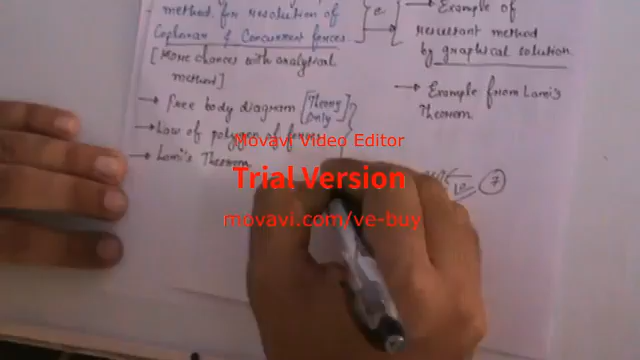 method for resolution of
Coplanar & Concurrent forces.
[More chances with analytical
method]
→ Free body diagram [Theory Only]
→ Law of polygon of forces
→ Lami's Theorem
→ Example of
resultant method
by graphical solution
→ Example from Lami's
Theorem.
10 7
Movavi Video Editor
Trial Version
movavi.com/ve-buy